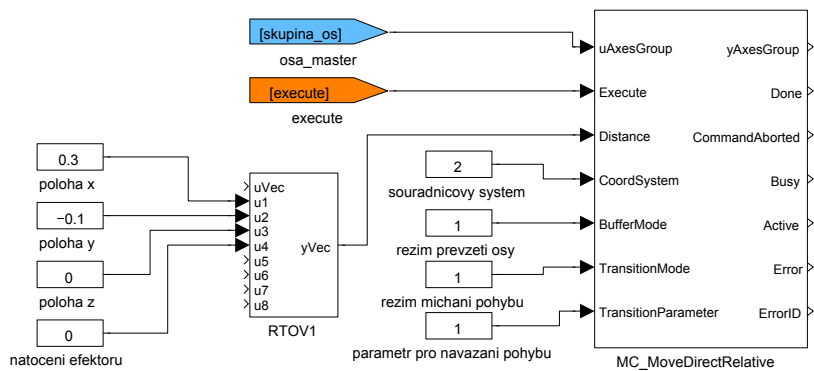 [skupina_os]
osa_master
[execute]
execute
0.3
poloha x
−0.1
poloha y
0
poloha z
0
natoceni efektoru
uVec
u1
u2
u3
u4
u5
u6
u7
u8
yVec
RTOV1
2
souradnicovy system
1
rezim prevzeti osy
1
rezim michani pohybu
1
parametr pro navazani pohybu
uAxesGroup
Execute
Distance
CoordSystem
BufferMode
TransitionMode
TransitionParameter
yAxesGroup
Done
CommandAborted
Busy
Active
Error
ErrorID
MC_MoveDirectRelative